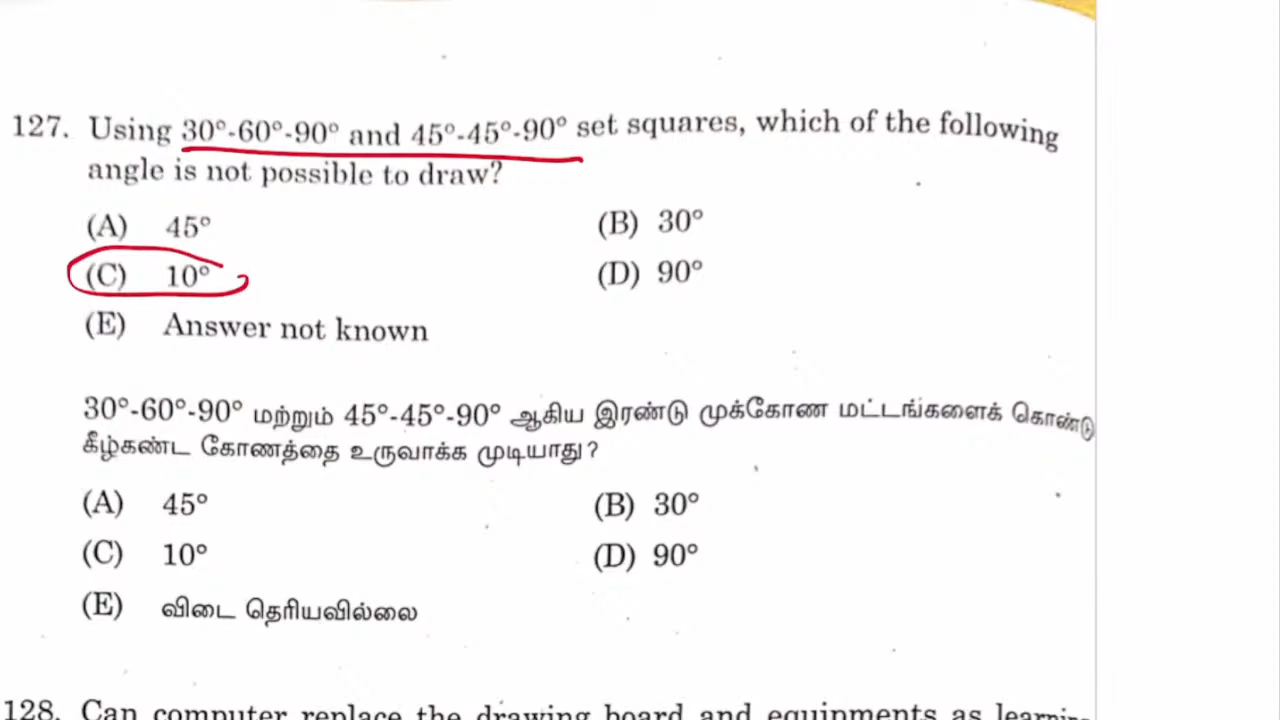 127. Using 30°-60°-90° and 45°-45°-90° set squares, which of the following
angle is not possible to draw?
(A) 45° (B) 30°
(C) 10° (D) 90°
(E) Answer not known
30°-60°-90° மற்றும் 45°-45°-90° ஆகிய இரண்டு முக்கோண மட்டங்களைக் கொண்டு
கீழ்கண்ட கோணத்தை உருவாக்க முடியாது?
(A) 45° (B) 30°
(C) 10° (D) 90°
(E) விடை தெரியவில்லை
128. Can computer replace the drawing board and equipments as